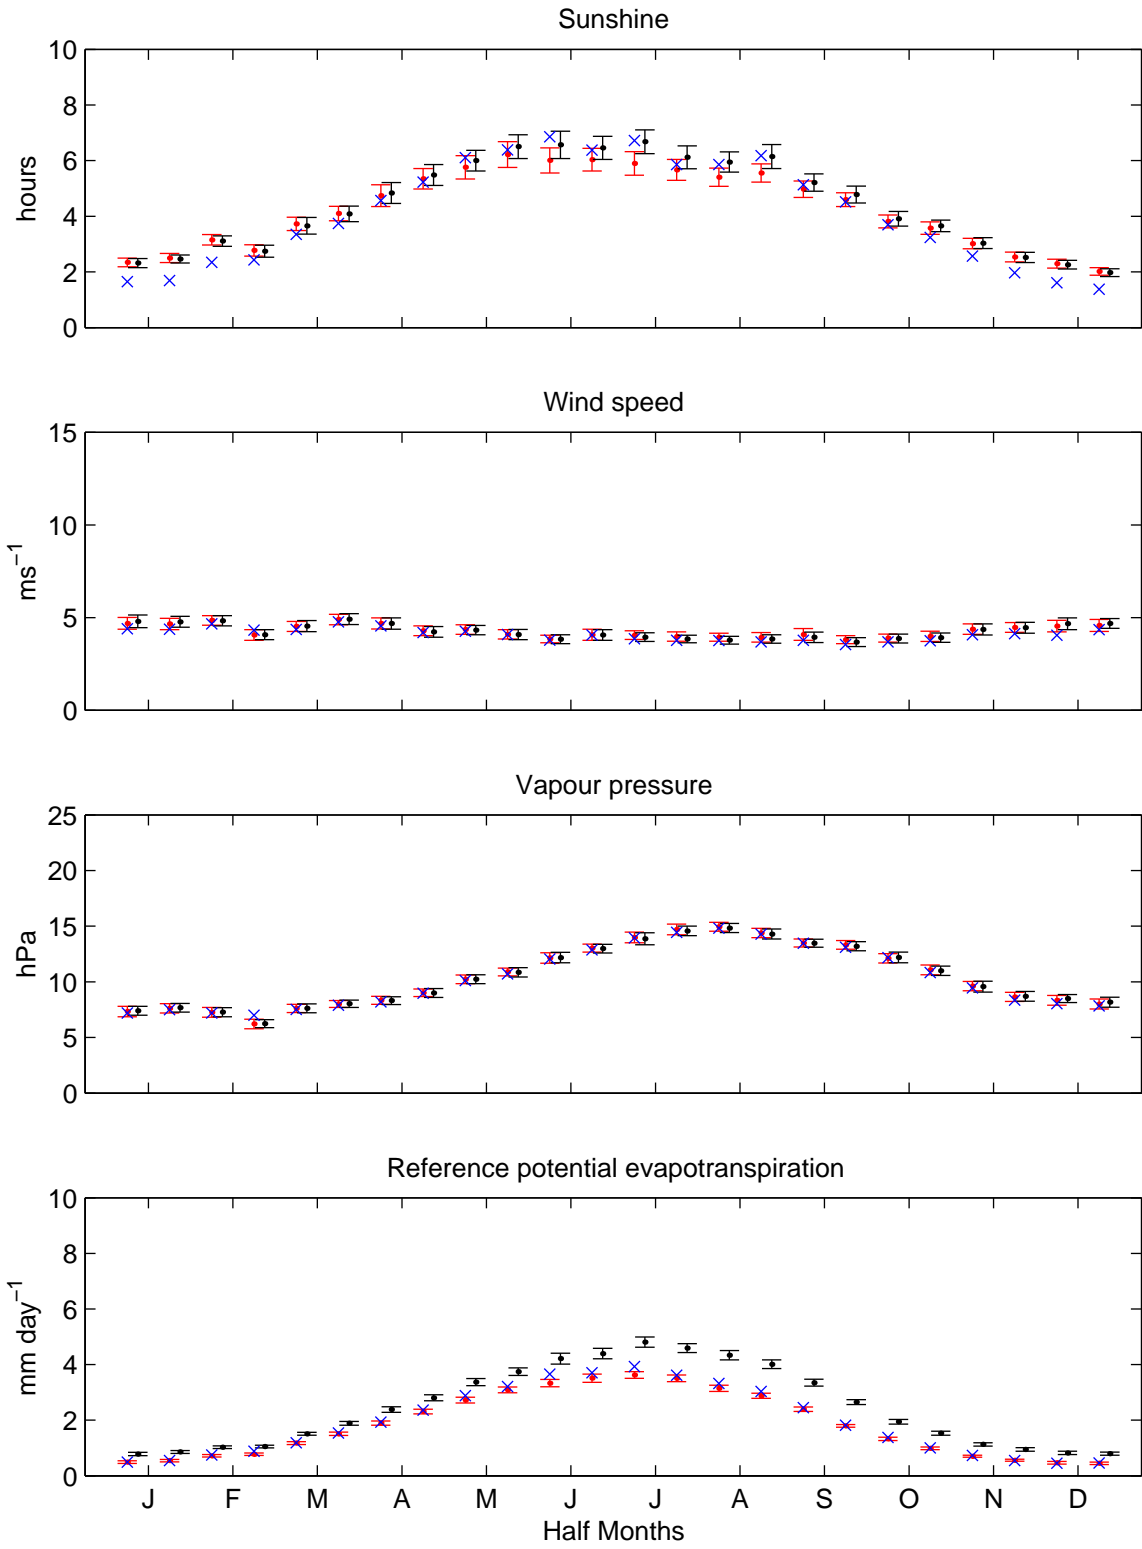 Sunshine
10
8
6
4
2
0
hours
Wind speed
15
10
5
0
ms⁻¹
Vapour pressure
25
20
15
10
5
0
hPa
Reference potential evapotranspiration
10
8
6
4
2
0
mm day⁻¹
J F M A M J J A S O N D
Half Months